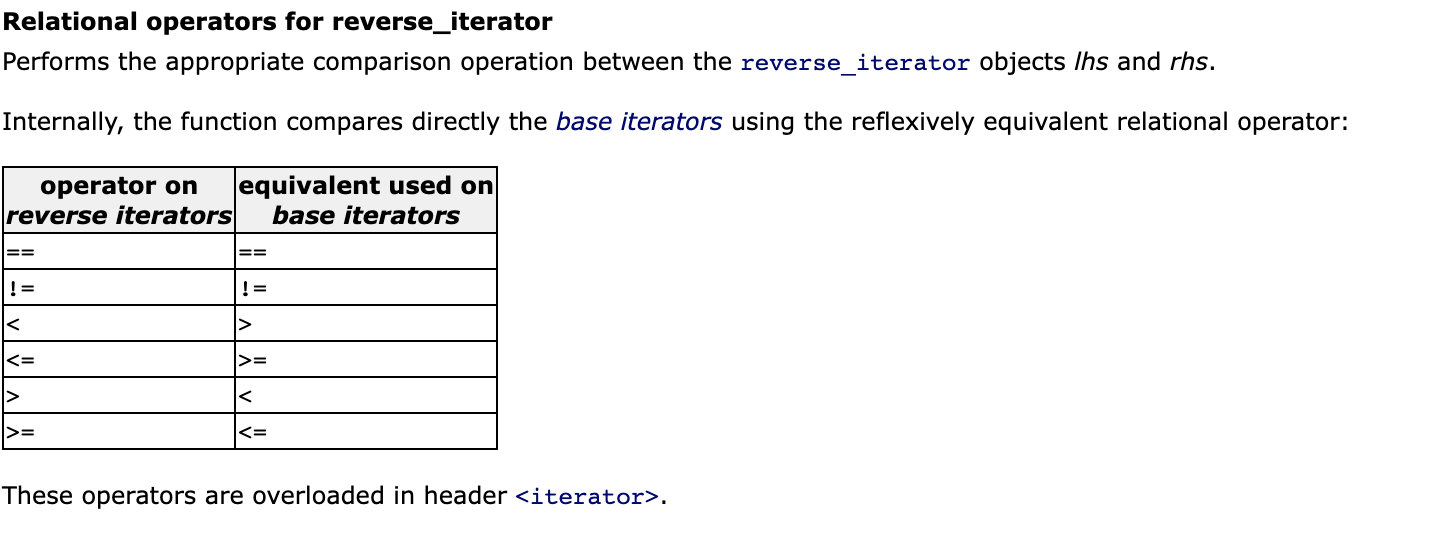 Relational operators for reverse_iterator
Performs the appropriate comparison operation between the reverse_iterator objects lhs and rhs.
Internally, the function compares directly the base iterators using the reflexively equivalent relational operator:
operator on reverse iterators equivalent used on base iterators
== ==
!= !=
< >
<= >=
> <
>= <=
These operators are overloaded in header <iterator>.